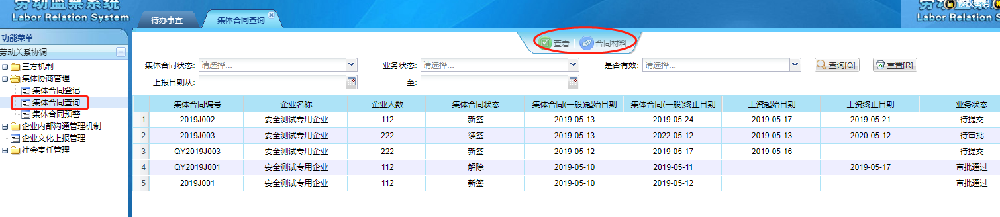 劳动监察系统
Labor Relation System
待办事宜
集体合同查询
修改密码
Labor Relation S
功能菜单
劳动关系协调
三方机制
集体协商管理
集体合同登记
集体合同查询
集体合同预警
企业内部沟通管理机制
企业文化上报管理
社会责任管理
查看 合同材料
集体合同状态: 请选择... 业务状态: 请选择... 是否有效: 请选择... 查询[Q] 重置[R]
上报日期从: 至:
集体合同编号 企业名称 企业人数 集体合同状态 集体合同(一般)起始日期 集体合同(一般)终止日期 工资起始日期 工资终止日期 业务状态
1 2019J002 安全测试专用企业 112 新签 2019-05-13 2019-05-24 2019-05-17 2019-05-21 待提交
2 2019J003 安全测试专用企业 222 续签 2019-05-13 2022-05-12 2019-05-13 2020-05-12 待审批
3 QY2019J003 安全测试专用企业 222 新签 2019-05-12 2019-05-17 2019-05-16 待提交
4 QY2019J001 安全测试专用企业 112 解除 2019-05-10 2019-05-11 2019-05-17 审批通过
5 2019J001 安全测试专用企业 112 新签 2019-05-10 2019-05-12 审批通过